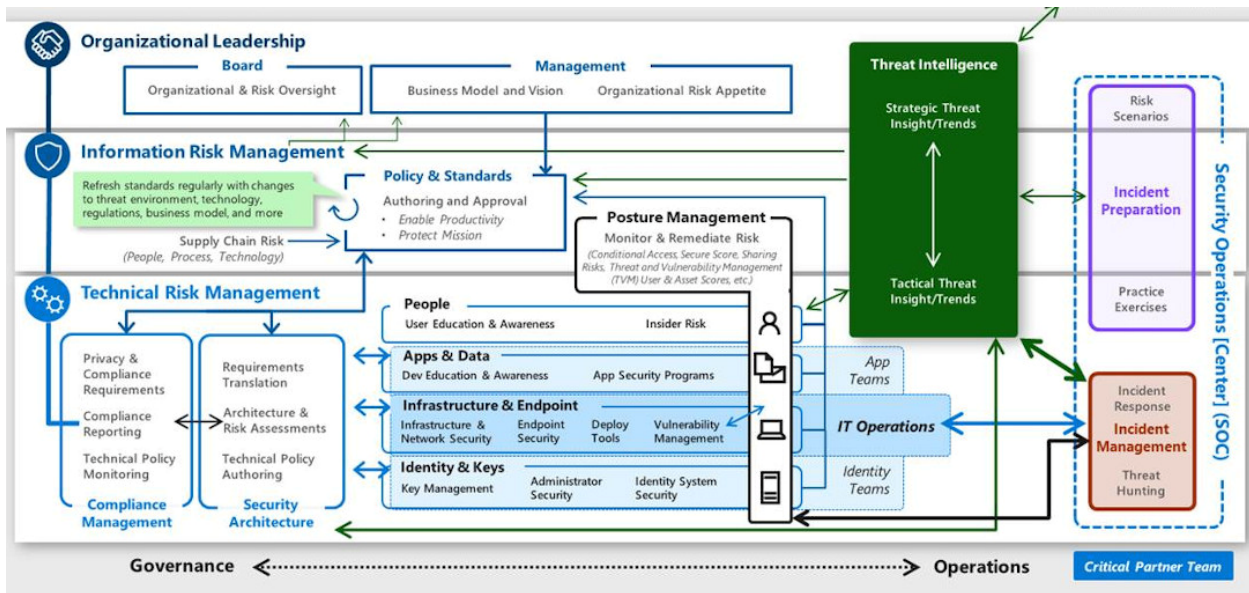 Organizational Leadership
Board
Organizational & Risk Oversight
Management
Business Model and Vision
Organizational Risk Appetite
Threat Intelligence
Strategic Threat
Insight/Trends
Tactical Threat
Insight/Trends
Risk
Scenarios
Incident
Preparation
Practice
Exercises
Security Operations [Center] (SOC)
Information Risk Management
Refresh standards regularly with changes
to threat environment, technology,
regulations, business model, and more
Supply Chain Risk
(People, Process, Technology)
Policy & Standards
Authoring and Approval
• Enable Productivity
• Protect Mission
Posture Management
Monitor & Remediate Risk
(Conditional Access, Secure Score, Sharing
Risks, Threat and Vulnerability Management
(TVM) User & Asset Scores, etc.)
Technical Risk Management
Privacy &
Compliance
Requirements
Compliance
Reporting
Technical Policy
Monitoring
Compliance
Management
Requirements
Translation
Architecture &
Risk Assessments
Technical Policy
Authoring
Security
Architecture
People
User Education & Awareness
Insider Risk
Apps & Data
Dev Education & Awareness
App Security Programs
App
Teams
Infrastructure & Endpoint
Infrastructure &
Network Security
Endpoint
Security
Deploy
Tools
Vulnerability
Management
IT Operations
Identity & Keys
Key Management
Administrator
Security
Identity System
Security
Identity
Teams
Incident
Response
Incident
Management
Threat
Hunting
Governance
Operations
Critical Partner Team